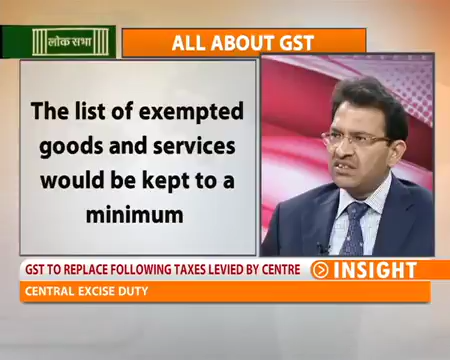 लोक सभा
ALL ABOUT GST
The list of exempted
goods and services
would be kept to a
minimum
GST TO REPLACE FOLLOWING TAXES LEVIED BY CENTRE
INSIGHT
CENTRAL EXCISE DUTY